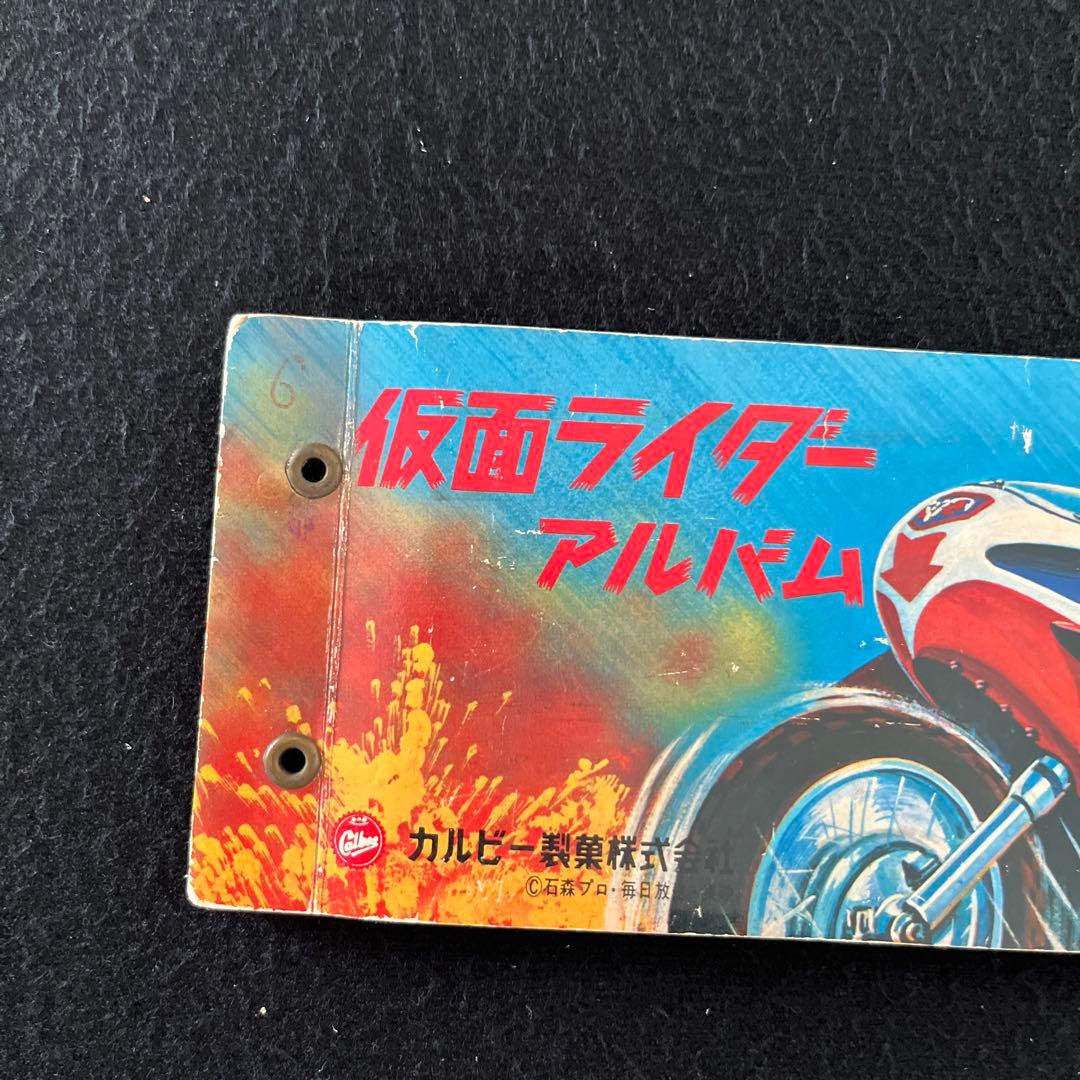 6
仮面ライダー
アルバム
Calbee
カルビー製菓株式会社
©石森プロ・毎日放